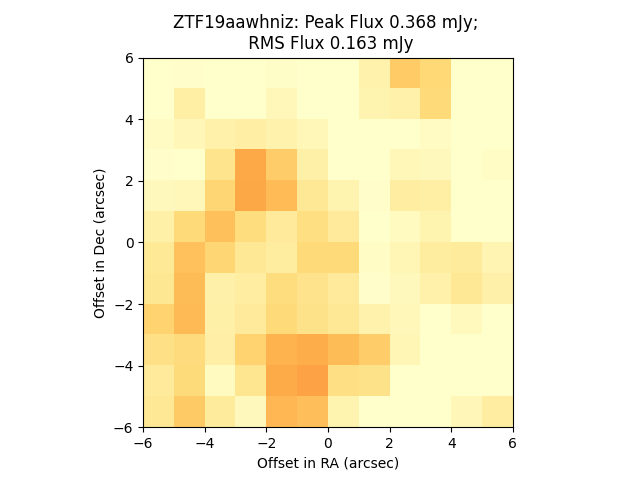 ZTF19aawhniz: Peak Flux 0.368 mJy;
RMS Flux 0.163 mJy
6
4
2
0
−2
−4
−6
Offset in Dec (arcsec)
−6 −4 −2 0 2 4 6
Offset in RA (arcsec)